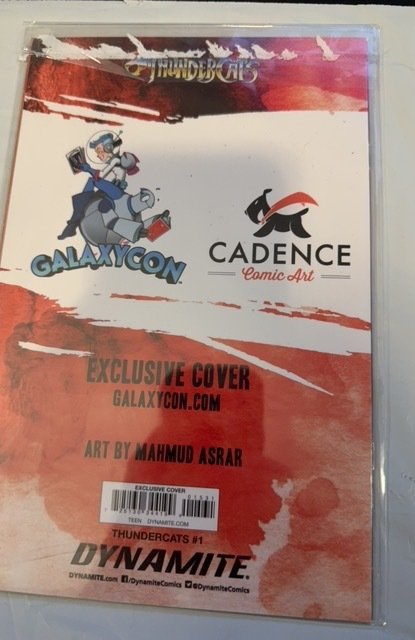 THUNDERCATS
GALAXYCON
CADENCE
Comic Art
EXCLUSIVE COVER
GALAXYCON.COM
ART BY MAHMUD ASRAR
EXCLUSIVE COVER
01531
TEEN DYNAMITE.COM
THUNDERCATS #1
DYNAMITE.
DYNAMITE.com f/DynamiteComics @DynamiteComics